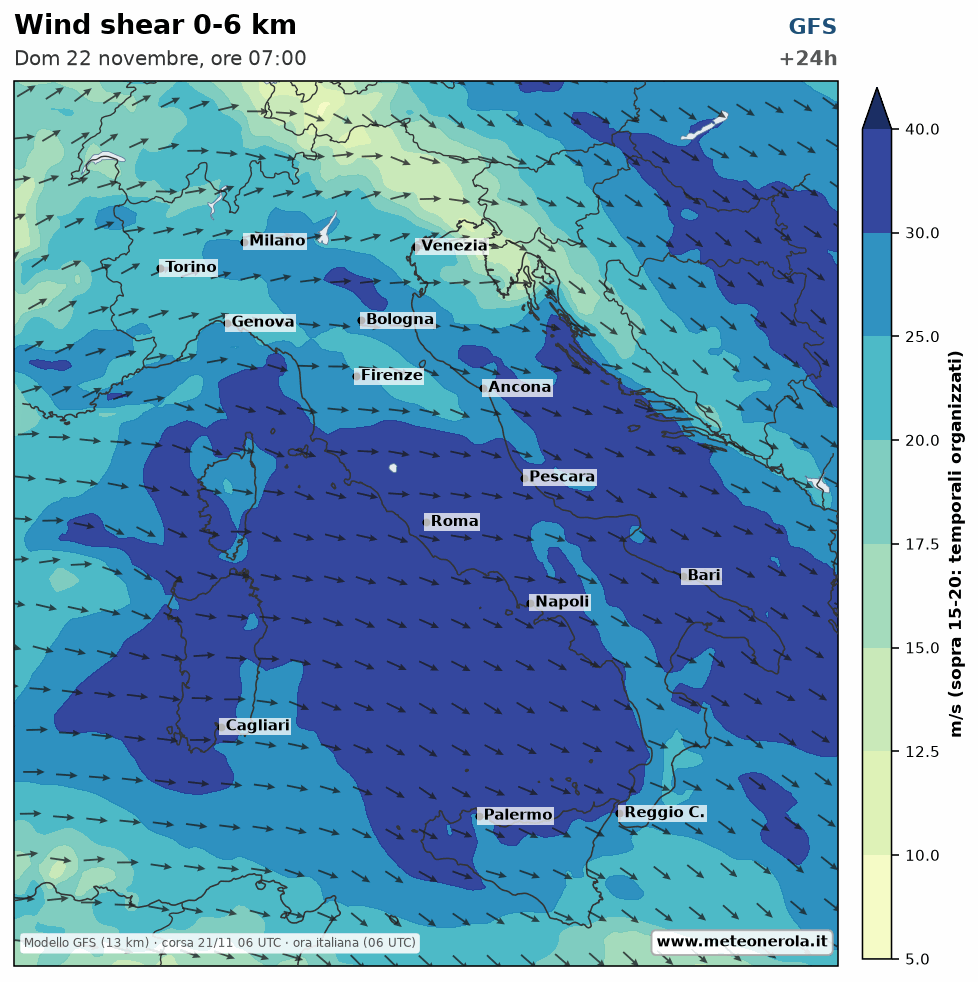 Wind shear 0-6 km
GFS
Dom 22 novembre, ore 07:00
+24h
Milano
Venezia
Torino
Genova
Bologna
Firenze
Ancona
Pescara
Roma
Bari
Napoli
Cagliari
Palermo
Reggio C.
40.0
30.0
25.0
20.0
17.5
15.0
12.5
10.0
5.0
m/s (sopra 15-20: temporali organizzati)
Modello GFS (13 km) · corsa 21/11 06 UTC · ora italiana (06 UTC)
www.meteonerola.it